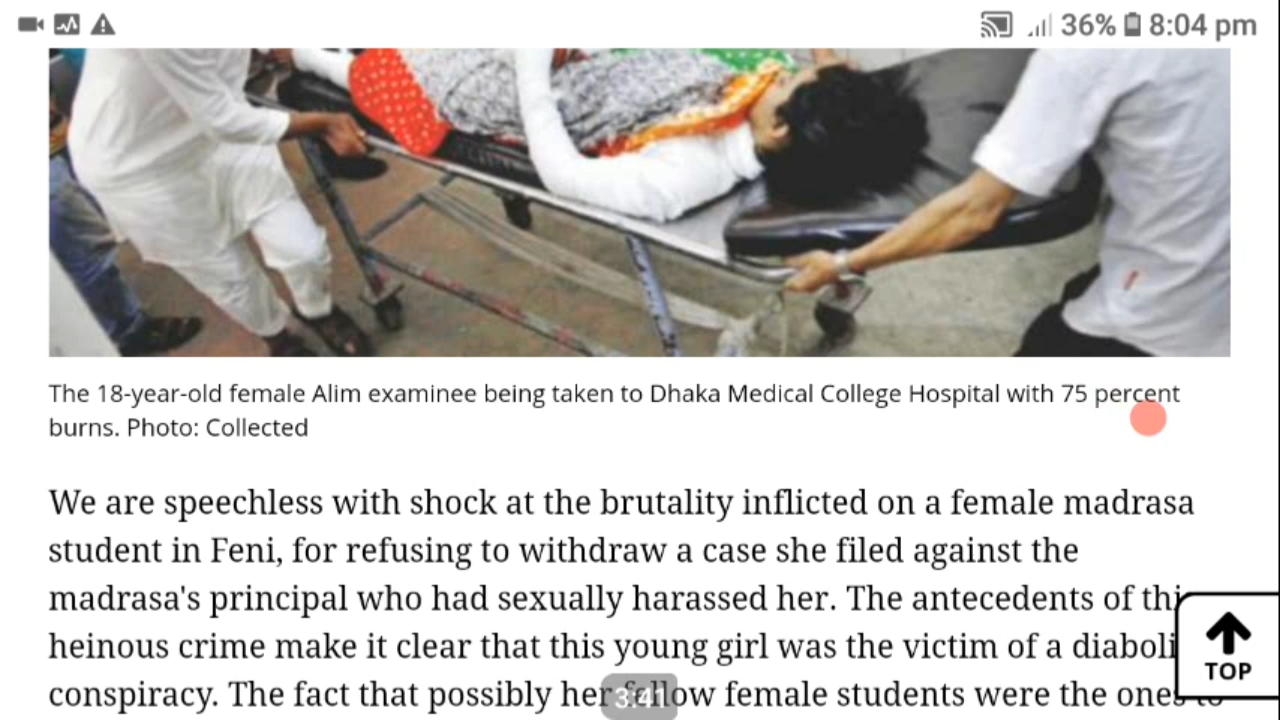 36% 8:04 pm
The 18-year-old female Alim examinee being taken to Dhaka Medical College Hospital with 75 percent
burns. Photo: Collected
We are speechless with shock at the brutality inflicted on a female madrasa
student in Feni, for refusing to withdraw a case she filed against the
madrasa's principal who had sexually harassed her. The antecedents of thi
heinous crime make it clear that this young girl was the victim of a diaboli
TOP
conspiracy. The fact that possibly her fellow female students were the ones to
3:41